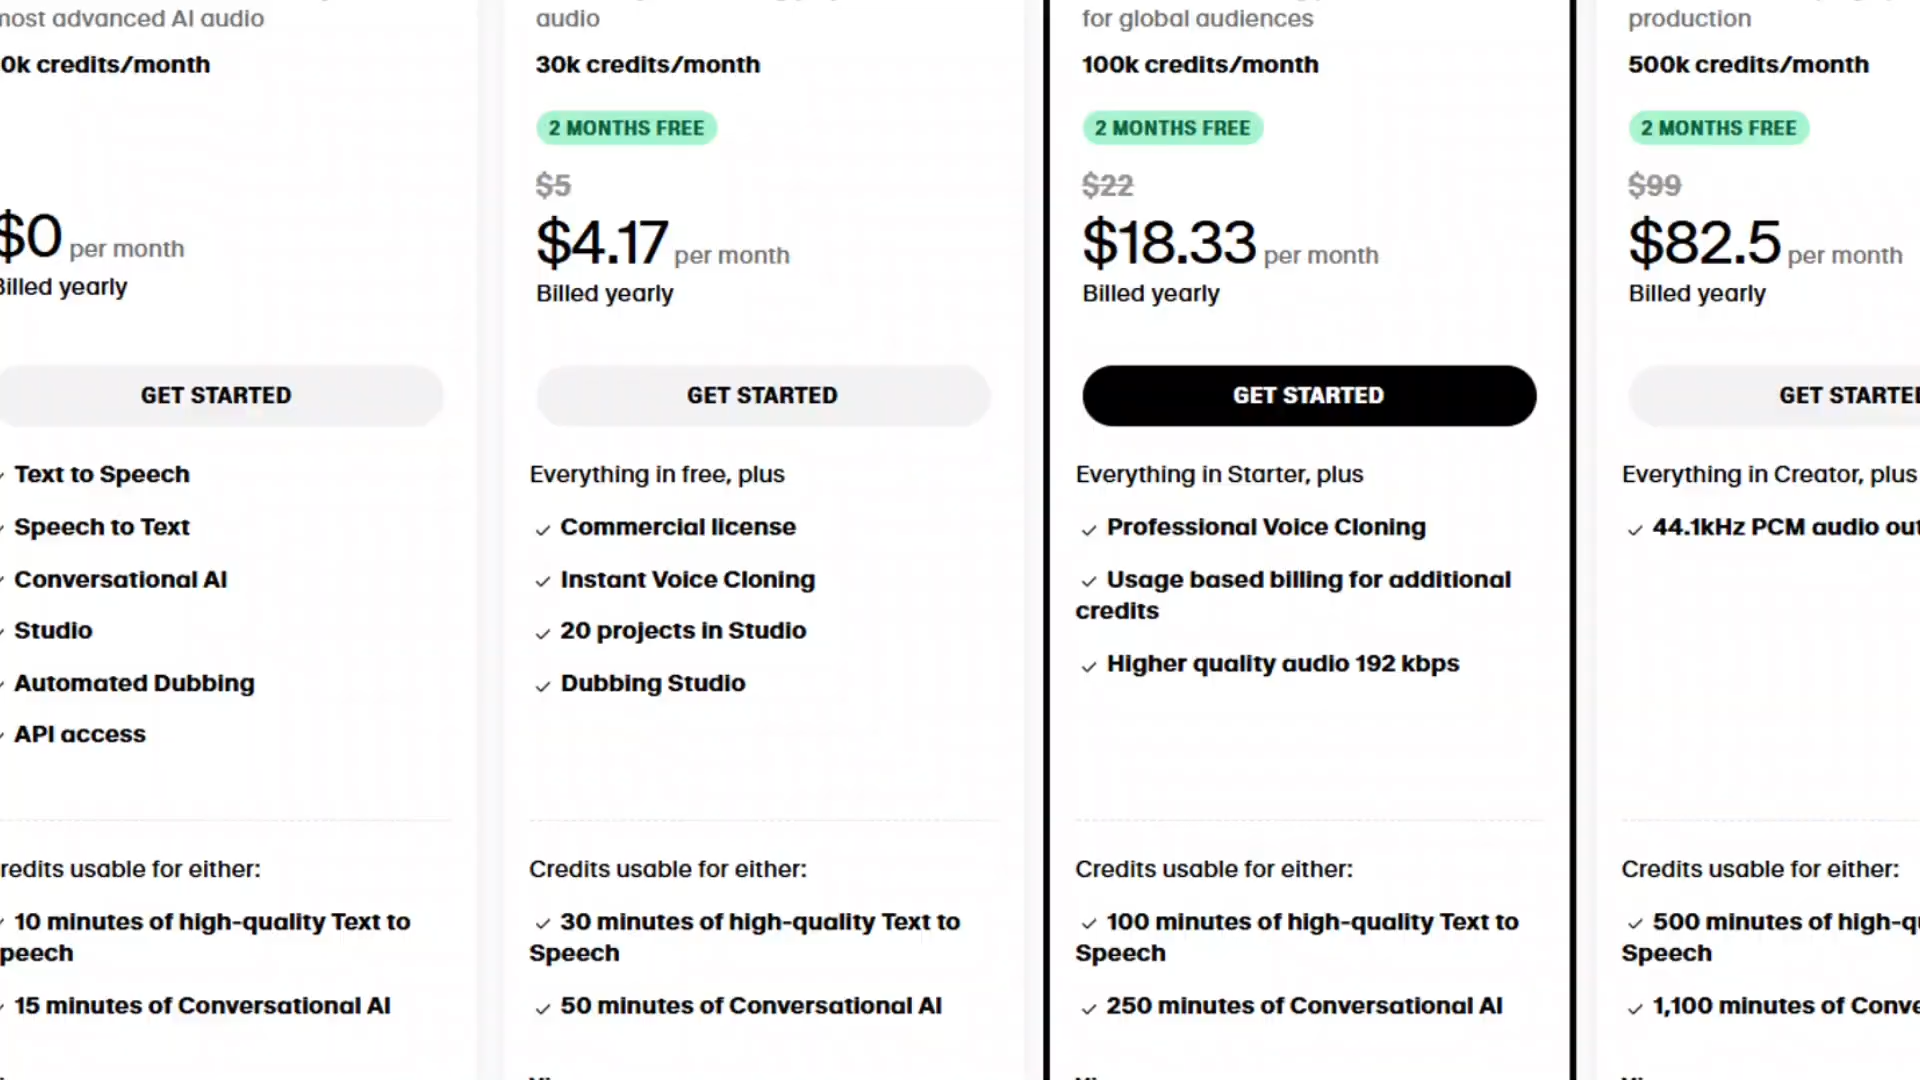 most advanced AI audio
0k credits/month
$0 per month
Billed yearly
GET STARTED
Text to Speech
Speech to Text
Conversational AI
Studio
Automated Dubbing
API access
redits usable for either:
10 minutes of high-quality Text to
peech
15 minutes of Conversational AI
audio
30k credits/month
2 MONTHS FREE
$5
$4.17 per month
Billed yearly
GET STARTED
Everything in free, plus
Commercial license
Instant Voice Cloning
20 projects in Studio
Dubbing Studio
Credits usable for either:
30 minutes of high-quality Text to
Speech
50 minutes of Conversational AI
for global audiences
100k credits/month
2 MONTHS FREE
$22
$18.33 per month
Billed yearly
GET STARTED
Everything in Starter, plus
Professional Voice Cloning
Usage based billing for additional
credits
Higher quality audio 192 kbps
Credits usable for either:
100 minutes of high-quality Text to
Speech
250 minutes of Conversational AI
production
500k credits/month
2 MONTHS FREE
$99
$82.5 per month
Billed yearly
GET STARTED
Everything in Creator, plus
44.1kHz PCM audio out
Credits usable for either:
500 minutes of high-qu
Speech
1,100 minutes of Conve